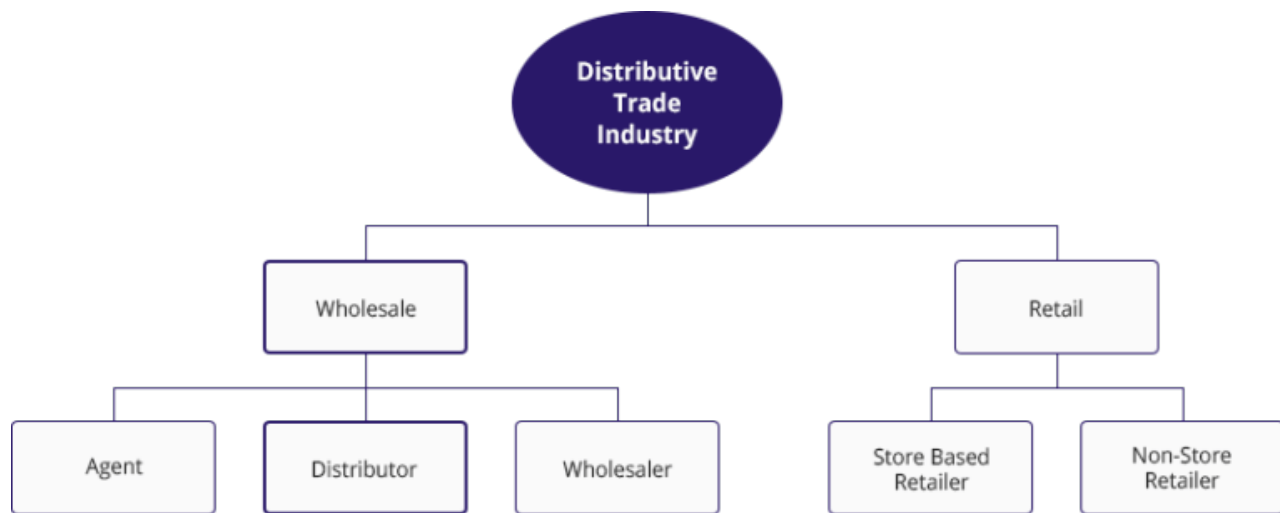 Distributive
Trade
Industry
Wholesale
Retail
Agent
Distributor
Wholesaler
Store Based
Retailer
Non-Store
Retailer